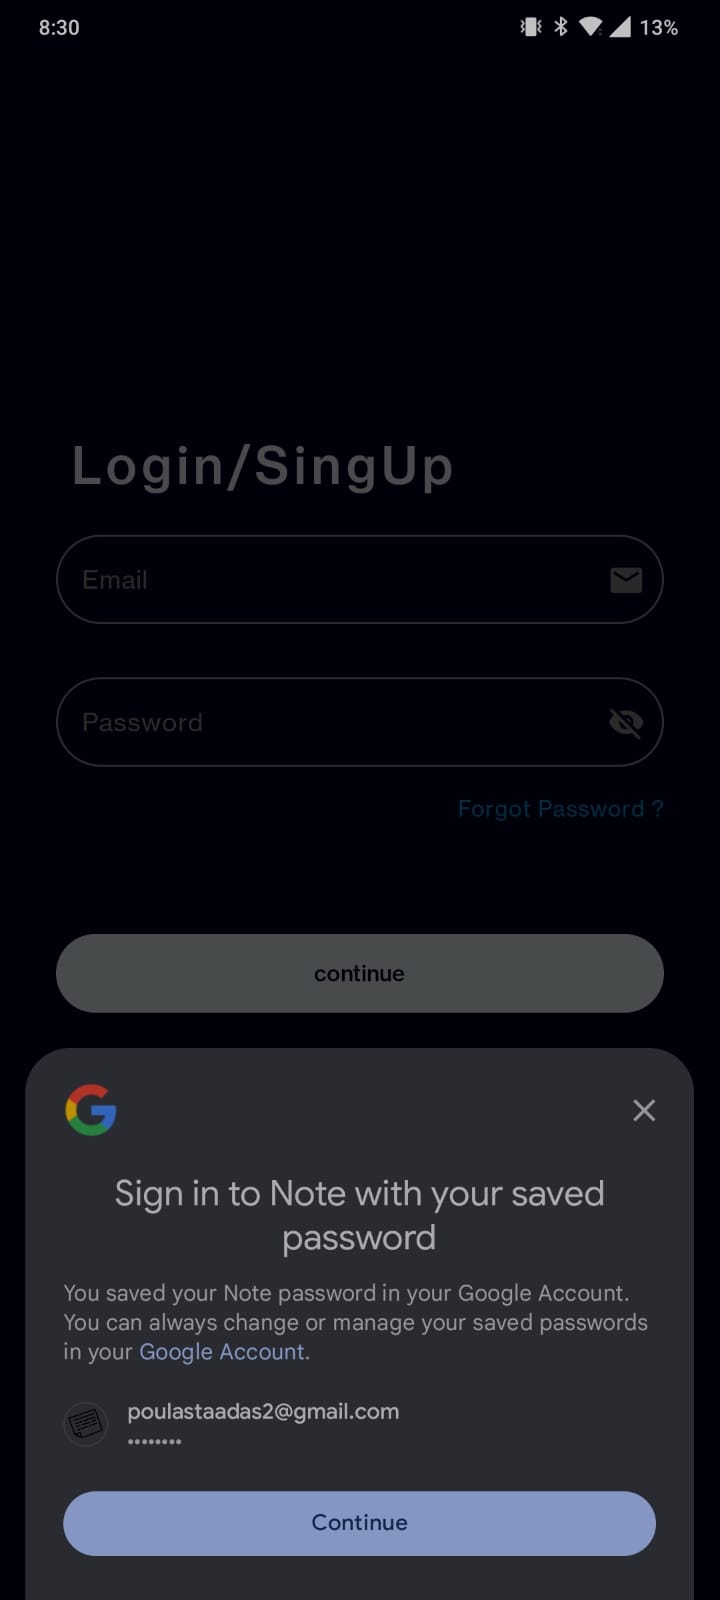 8:30
13%
Login/SingUp
Email
Password
Forgot Password ?
continue
Sign in to Note with your saved
password
You saved your Note password in your Google Account.
You can always change or manage your saved passwords
in your Google Account.
poulastaadas2@gmail.com
••••••••
Continue